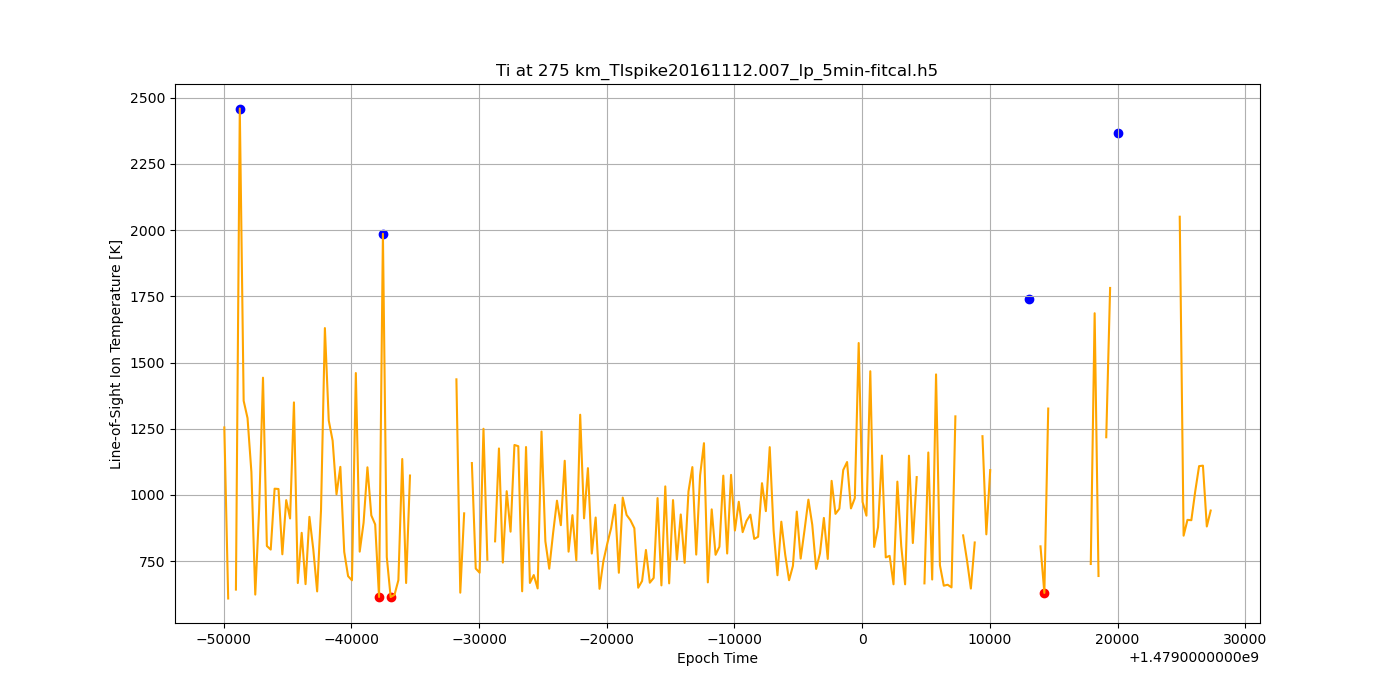 Ti at 275 km_TIspike20161112.007_lp_5min-fitcal.h5
Line-of-Sight Ion Temperature [K]
2500
2250
2000
1750
1500
1250
1000
750
−50000 −40000 −30000 −20000 −10000 0 10000 20000 30000
Epoch Time
+1.4790000000e9